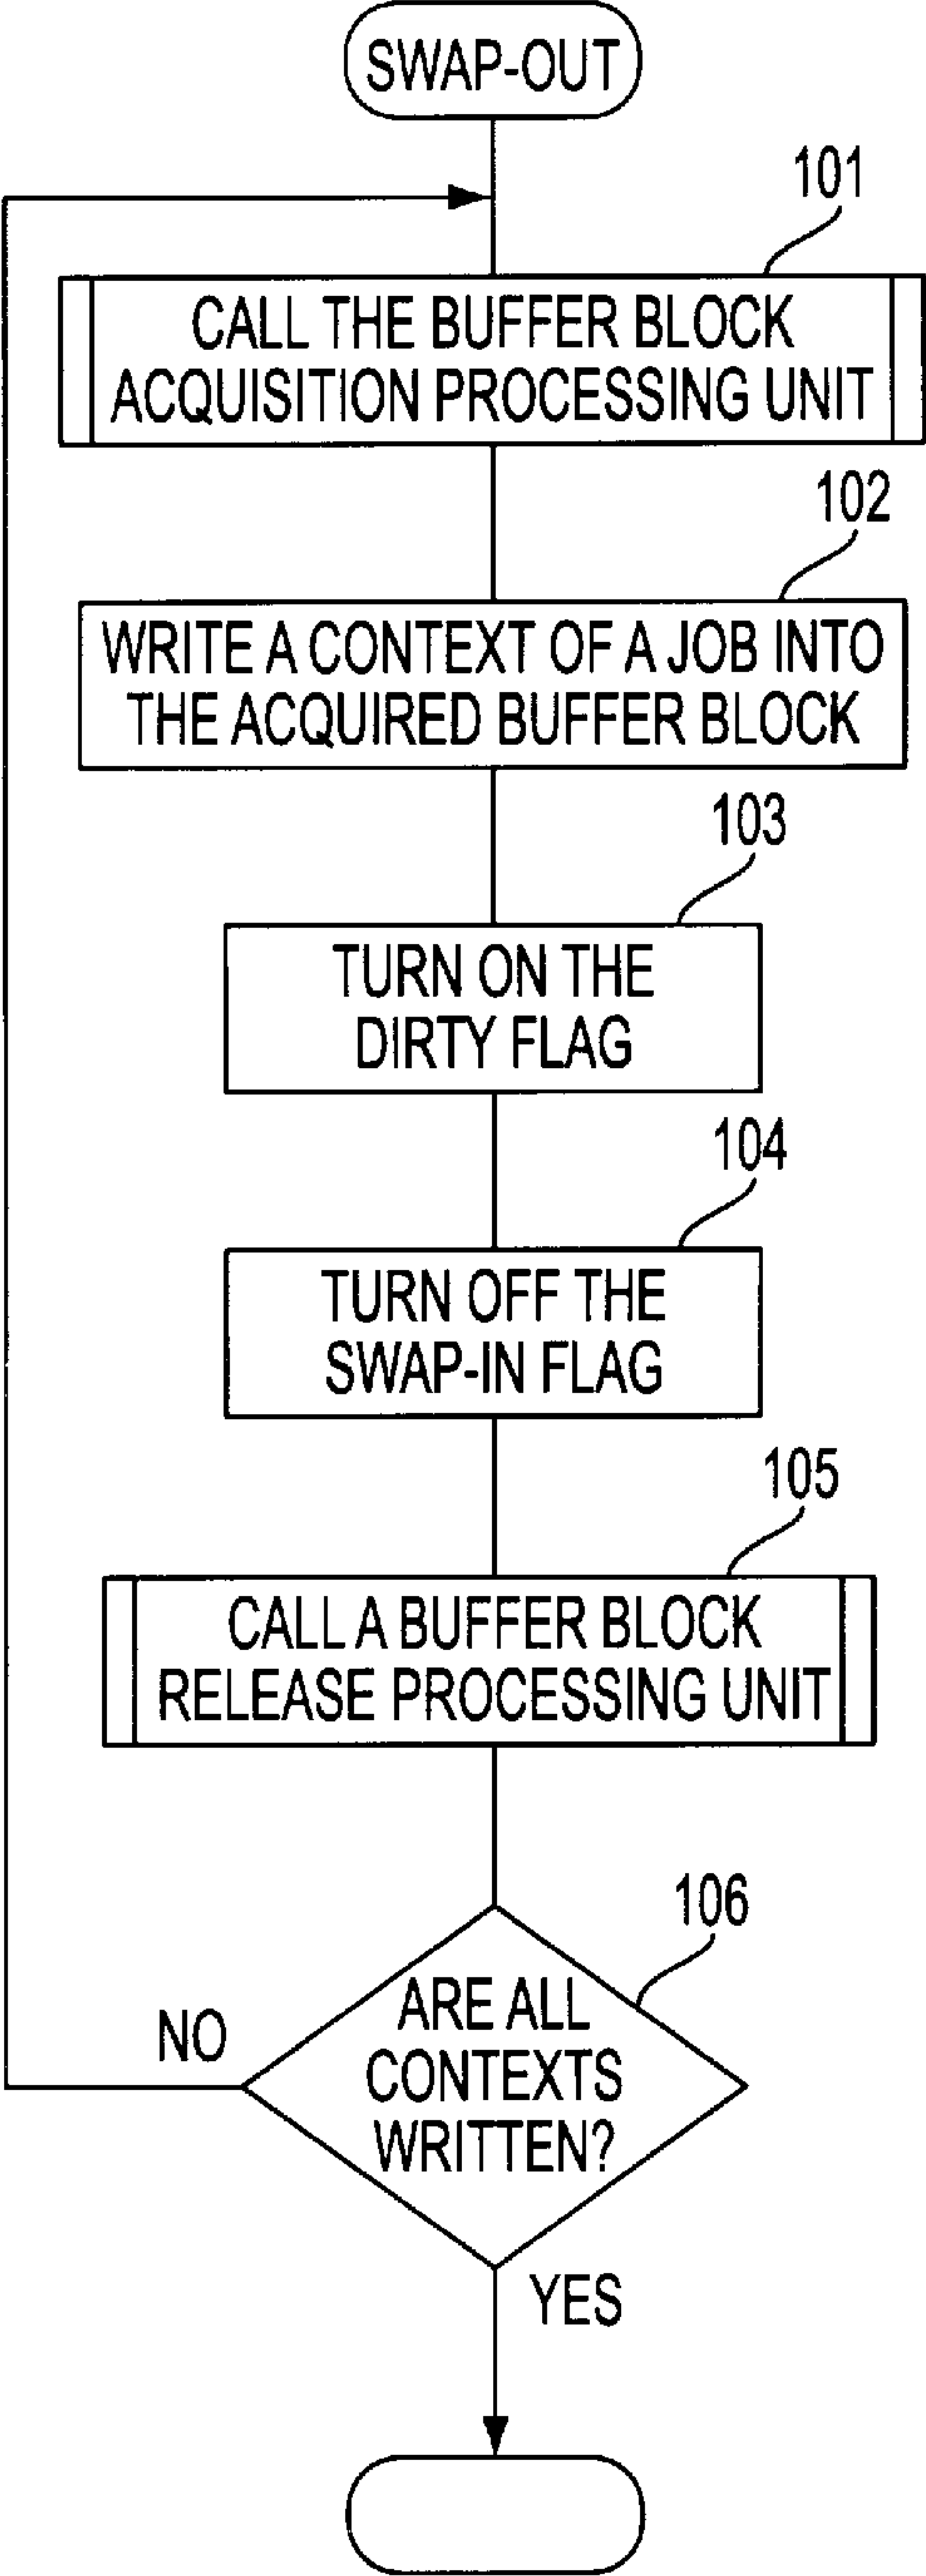 SWAP-OUT
101
CALL THE BUFFER BLOCK
ACQUISITION PROCESSING UNIT
102
WRITE A CONTEXT OF A JOB INTO
THE ACQUIRED BUFFER BLOCK
103
TURN ON THE
DIRTY FLAG
104
TURN OFF THE
SWAP-IN FLAG
105
CALL A BUFFER BLOCK
RELEASE PROCESSING UNIT
106
ARE ALL
CONTEXTS
WRITTEN?
NO
YES